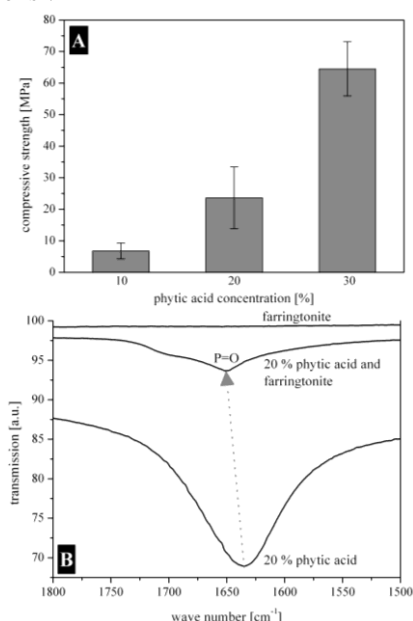 A
80
70
60
50
40
30
20
10
0
compressive strength [MPa]
10 20 30
phytic acid concentration [%]
B
100
95
90
85
80
75
70
transmission [a.u.]
farringtonite
P=O
20 % phytic acid and
farringtonite
20 % phytic acid
1800 1750 1700 1650 1600 1550 1500
wave number [cm⁻¹]